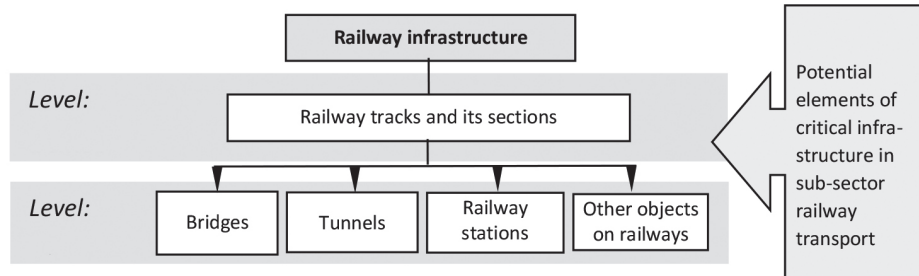 Railway infrastructure
Level:
Railway tracks and its sections
Level:
Bridges
Tunnels
Railway
stations
Other objects
on railways
Potential
elements of
critical infra-
structure in
sub-sector
railway
transport